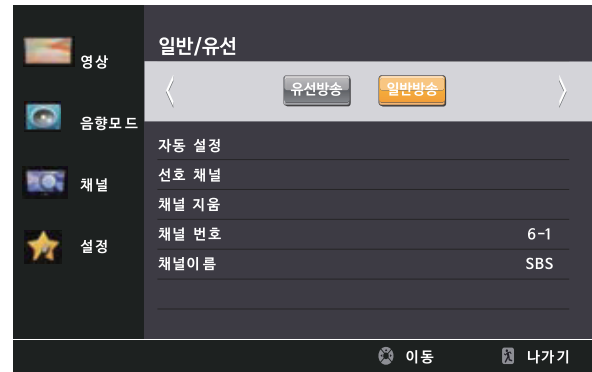 영상
음향모드
채널
설정
일반/유선
유선방송 일반방송
자동 설정
선호 채널
채널 지움
채널 번호 6-1
채널이름 SBS
이동 나가기